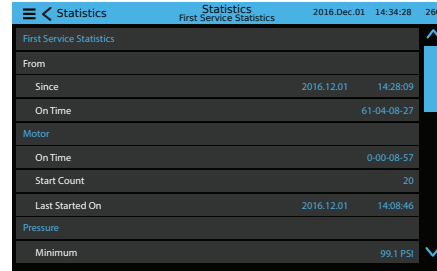 Statistics
Statistics
First Service Statistics
2016.Dec.01 14:34:28
First Service Statistics
From
Since 2016.12.01 14:28:09
On Time 61-04-08-27
Motor
On Time 0-00-08-57
Start Count 20
Last Started On 2016.12.01 14:08:46
Pressure
Minimum 99.1 PSI